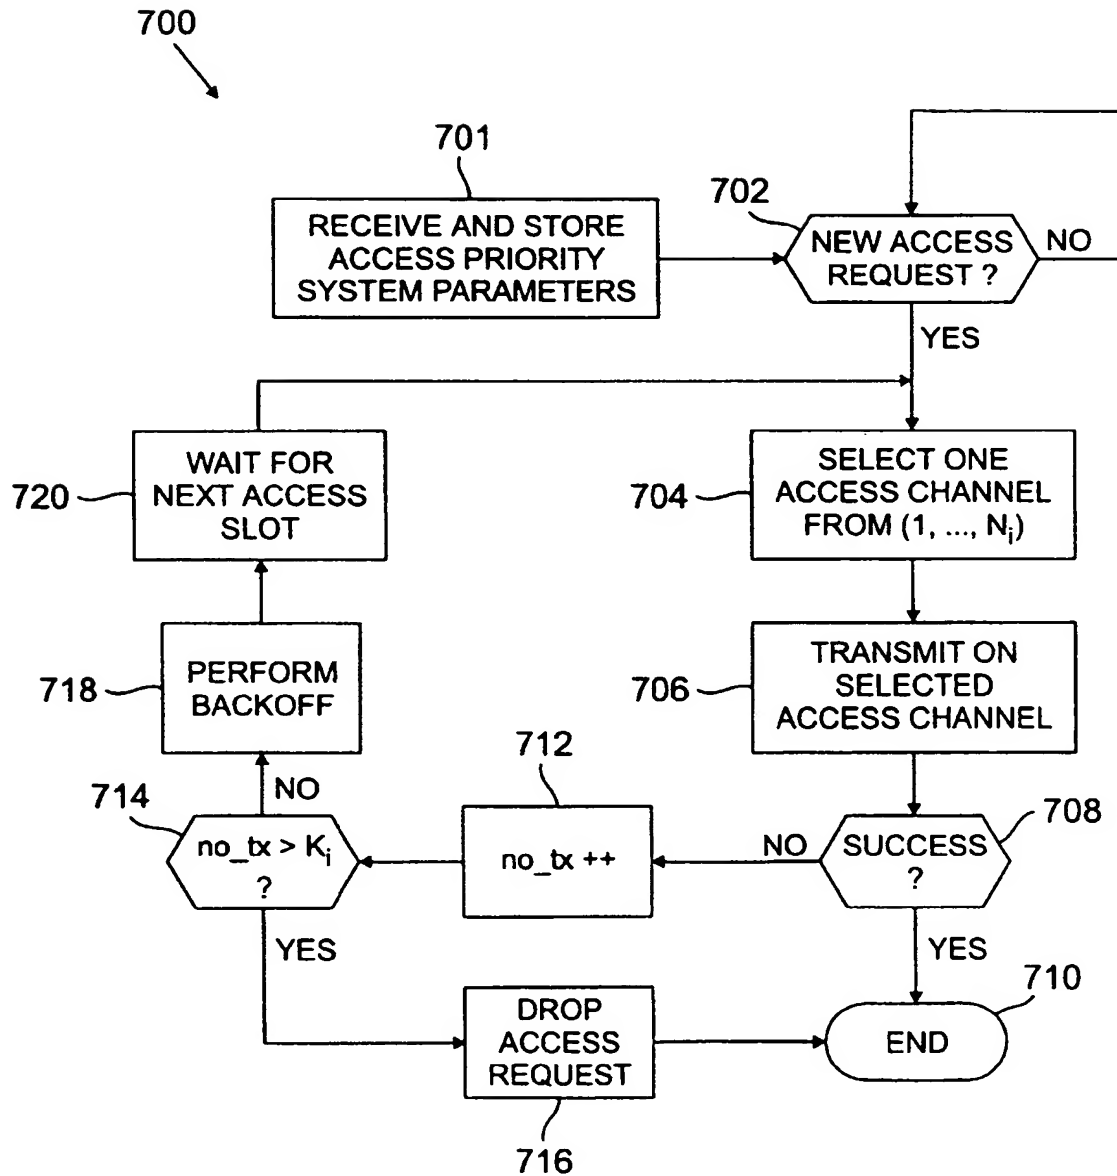 700
701
RECEIVE AND STORE
ACCESS PRIORITY
SYSTEM PARAMETERS
702
NEW ACCESS
REQUEST ?
NO
YES
720
WAIT FOR
NEXT ACCESS
SLOT
704
SELECT ONE
ACCESS CHANNEL
FROM (1, ..., Ni)
718
PERFORM
BACKOFF
706
TRANSMIT ON
SELECTED
ACCESS CHANNEL
714
NO
no_tx > Ki
?
YES
712
no_tx ++
NO
708
SUCCESS
?
YES
DROP
ACCESS
REQUEST
716
710
END